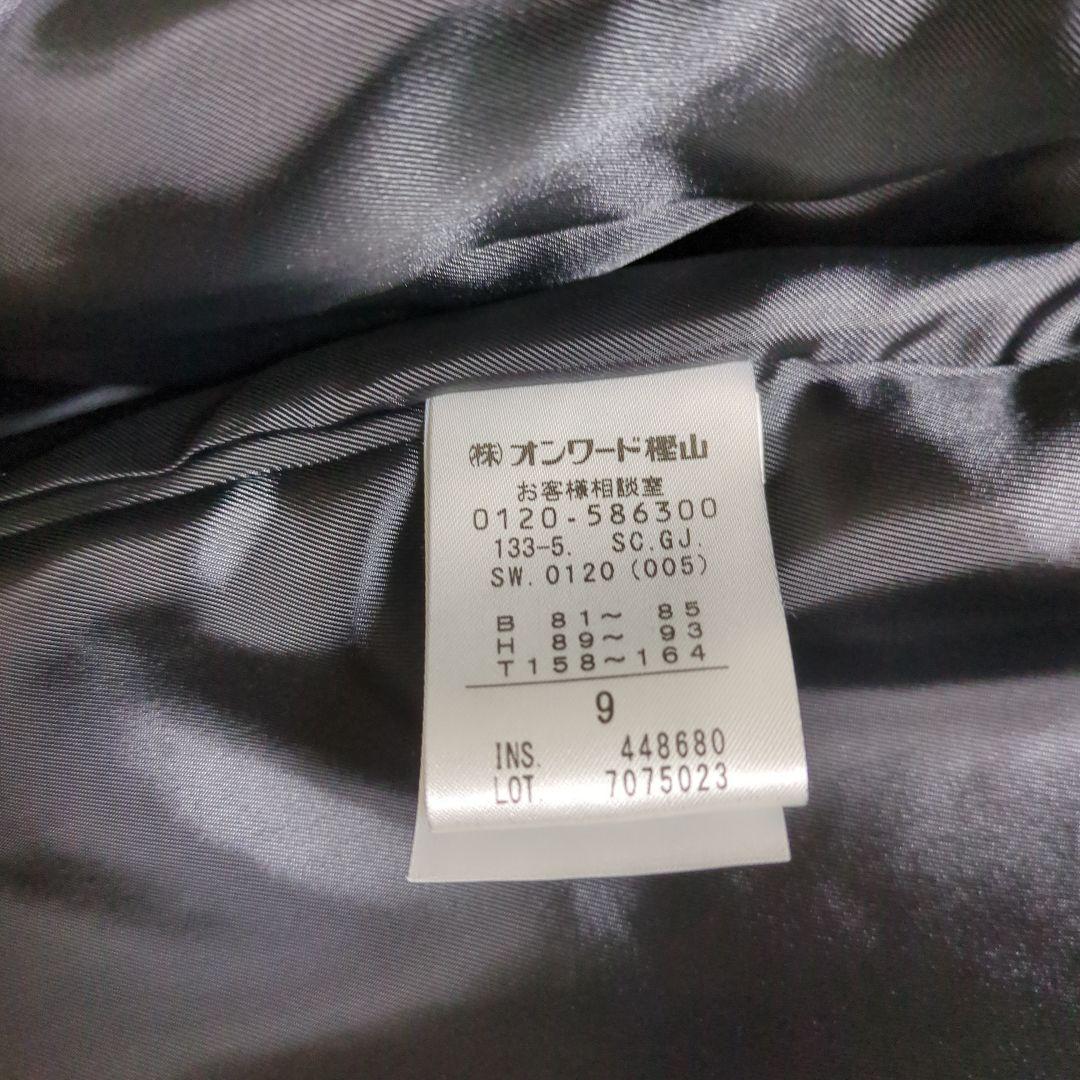 ㈱オンワード樫山
お客様相談室
0120-586300
133-5. SC.GJ.
SW.0120 (005)
B 81～ 85
H 89～ 93
T158～164
9
INS. 448680
LOT. 7075023